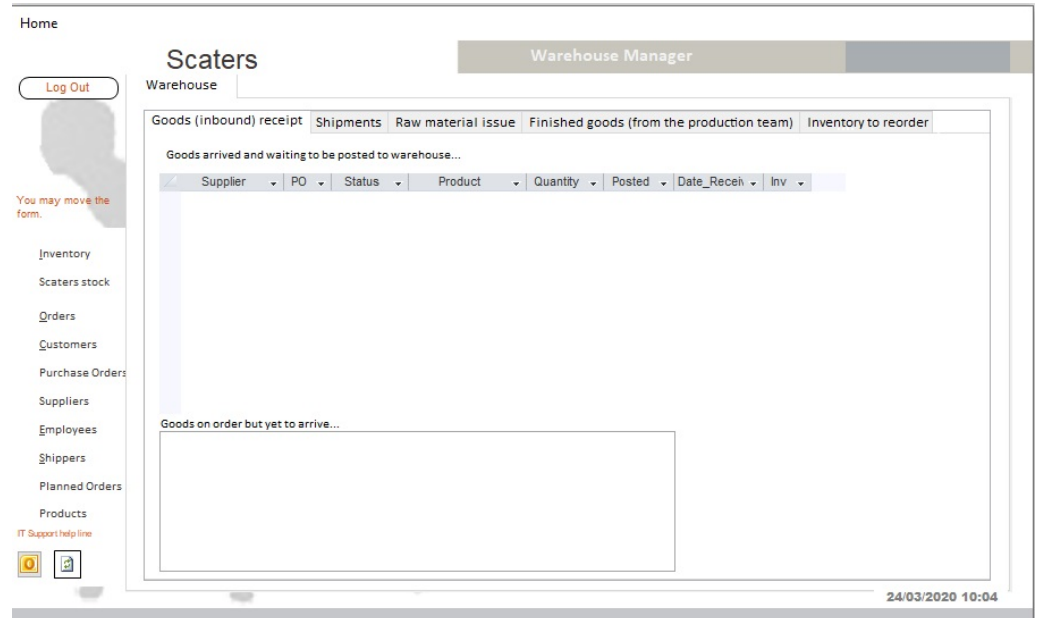 Home
Scaters
Warehouse Manager
Log Out
Warehouse
Goods (inbound) receipt
Shipments
Raw material issue
Finished goods (from the production team)
Inventory to reorder
Goods arrived and waiting to be posted to warehouse...
Supplier
PO
Status
Product
Quantity
Posted
Date_Receiv
Inv
You may move the
form.
Inventory
Scaters stock
Orders
Customers
Purchase Orders
Suppliers
Employees
Shippers
Planned Orders
Products
IT Support help line
Goods on order but yet to arrive...
24/03/2020 10:04